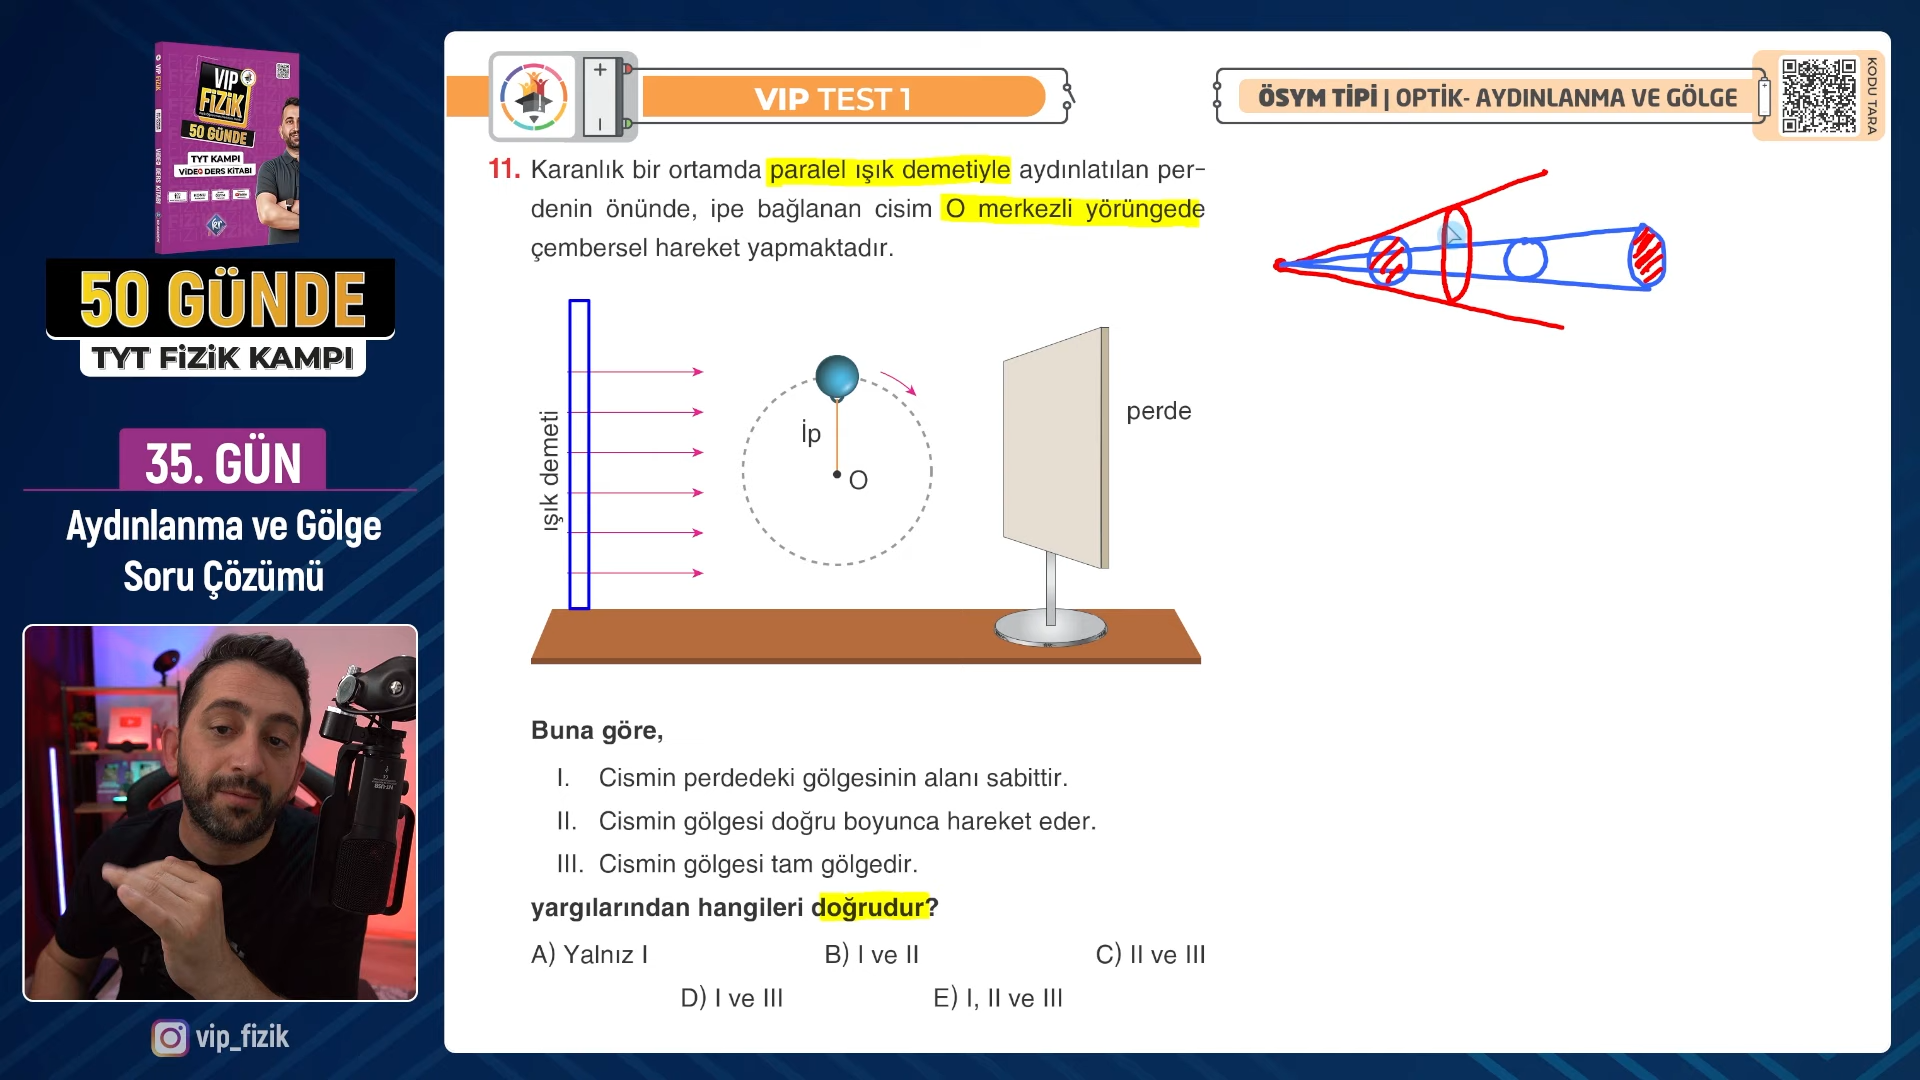 VIP
FİZİK
50 GÜNDE
TYT KAMPI
VİDEO DERS KİTABI
50 GÜNDE
TYT FİZİK KAMPI
35. GÜN
Aydınlanma ve Gölge
Soru Çözümü
vip_fizik
VIP TEST 1
ÖSYM TİPİ | OPTİK- AYDINLANMA VE GÖLGE
KODU TARA
11. Karanlık bir ortamda paralel ışık demetiyle aydınlatılan per-
denin önünde, ipe bağlanan cisim O merkezli yörüngede
çembersel hareket yapmaktadır.
ışık demeti
İp
O
perde
Buna göre,
I. Cismin perdedeki gölgesinin alanı sabittir.
II. Cismin gölgesi doğru boyunca hareket eder.
III. Cismin gölgesi tam gölgedir.
yargılarından hangileri doğrudur?
A) Yalnız I B) I ve II C) II ve III
D) I ve III E) I, II ve III